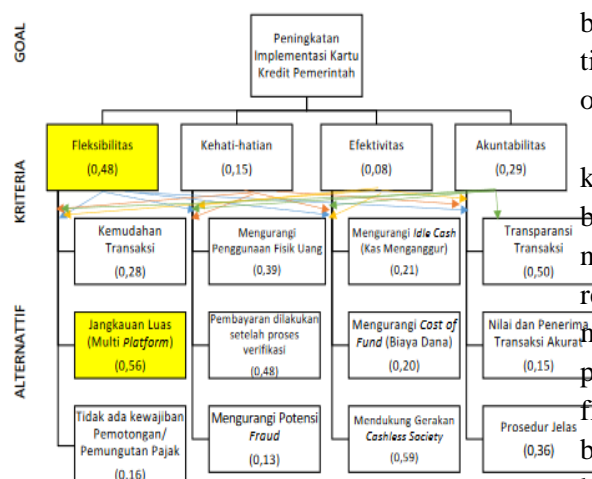 GOAL
Peningkatan
Implementasi Kartu
Kredit Pemerintah
KRITERIA
Fleksibilitas
(0,48)
Kehati-hatian
(0,15)
Efektivitas
(0,08)
Akuntabilitas
(0,29)
ALTERNATTIF
Kemudahan
Transaksi
(0,28)
Mengurangi
Penggunaan Fisik Uang
(0,39)
Mengurangi Idle Cash
(Kas Menganggur)
(0,21)
Transparansi
Transaksi
(0,50)
Jangkauan Luas
(Multi Platform)
(0,56)
Pembayaran dilakukan
setelah proses
verifikasi
(0,48)
Mengurangi Cost of
Fund (Biaya Dana)
(0,20)
Nilai dan Penerima
Transaksi Akurat
(0,15)
Tidak ada kewajiban
Pemotongan/
Pemungutan Pajak
(0,16)
Mengurangi Potensi
Fraud
(0,13)
Mendukung Gerakan
Cashless Society
(0,59)
Prosedur Jelas
(0,36)